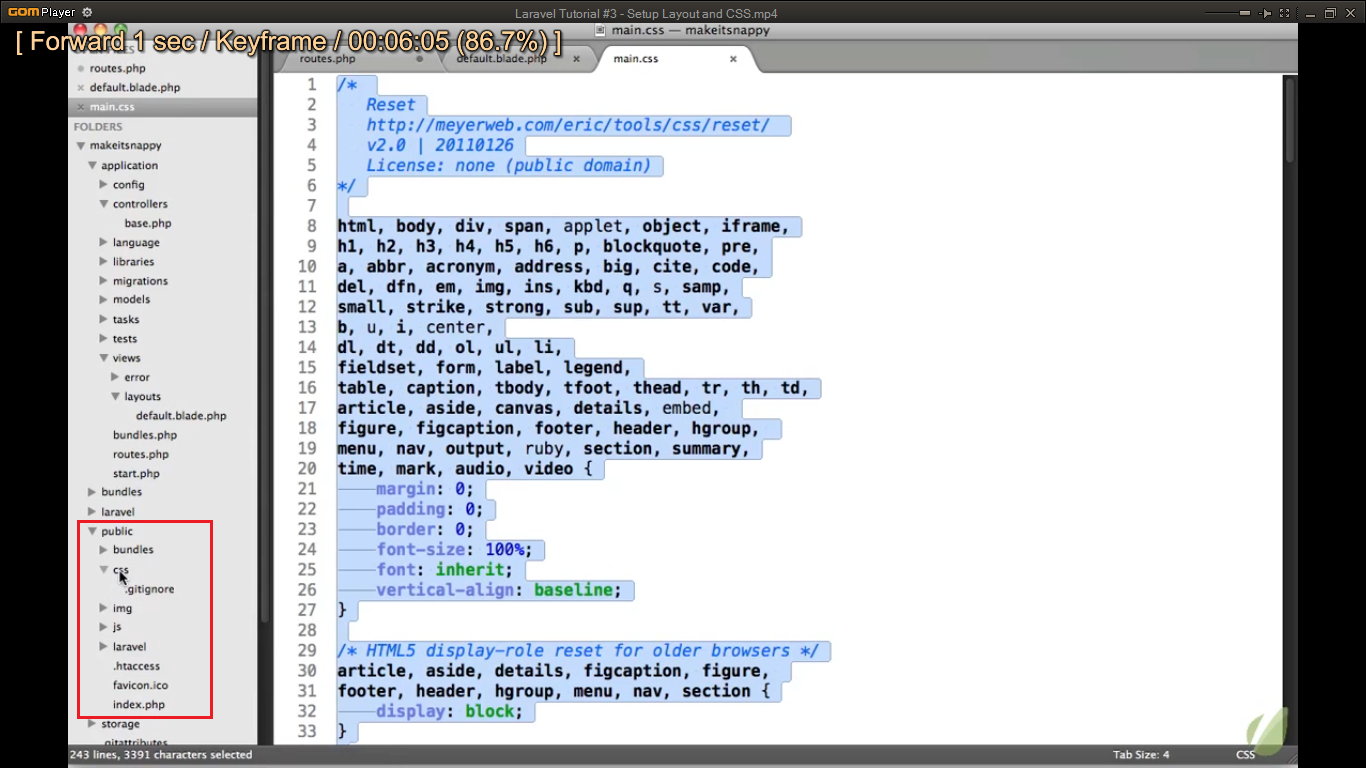 GOMPlayer
Laravel Tutorial #3 - Setup Layout and CSS.mp4
[ Forward 1 sec / Keyframe / 00:06:05 (86.7%) ]
main.css — makeitsnappy
routes.php
default.blade.php
main.css
routes.php
default.blade.php
main.css
FOLDERS
makeitsnappy
application
config
controllers
base.php
language
libraries
migrations
models
tasks
tests
views
error
layouts
default.blade.php
bundles.php
routes.php
start.php
bundles
laravel
public
bundles
css
.gitignore
img
js
laravel
.htaccess
favicon.ico
index.php
storage
.gitattributes
1 /*
2 Reset
3 http://meyerweb.com/eric/tools/css/reset/
4 v2.0 | 20110126
5 License: none (public domain)
6 */
7
8 html, body, div, span, applet, object, iframe,
9 h1, h2, h3, h4, h5, h6, p, blockquote, pre,
10 a, abbr, acronym, address, big, cite, code,
11 del, dfn, em, img, ins, kbd, q, s, samp,
12 small, strike, strong, sub, sup, tt, var,
13 b, u, i, center,
14 dl, dt, dd, ol, ul, li,
15 fieldset, form, label, legend,
16 table, caption, tbody, tfoot, thead, tr, th, td,
17 article, aside, canvas, details, embed,
18 figure, figcaption, footer, header, hgroup,
19 menu, nav, output, ruby, section, summary,
20 time, mark, audio, video {
21 margin: 0;
22 padding: 0;
23 border: 0;
24 font-size: 100%;
25 font: inherit;
26 vertical-align: baseline;
27 }
28
29 /* HTML5 display-role reset for older browsers */
30 article, aside, details, figcaption, figure,
31 footer, header, hgroup, menu, nav, section {
32 display: block;
33 }
243 lines, 3391 characters selected
Tab Size: 4
CSS